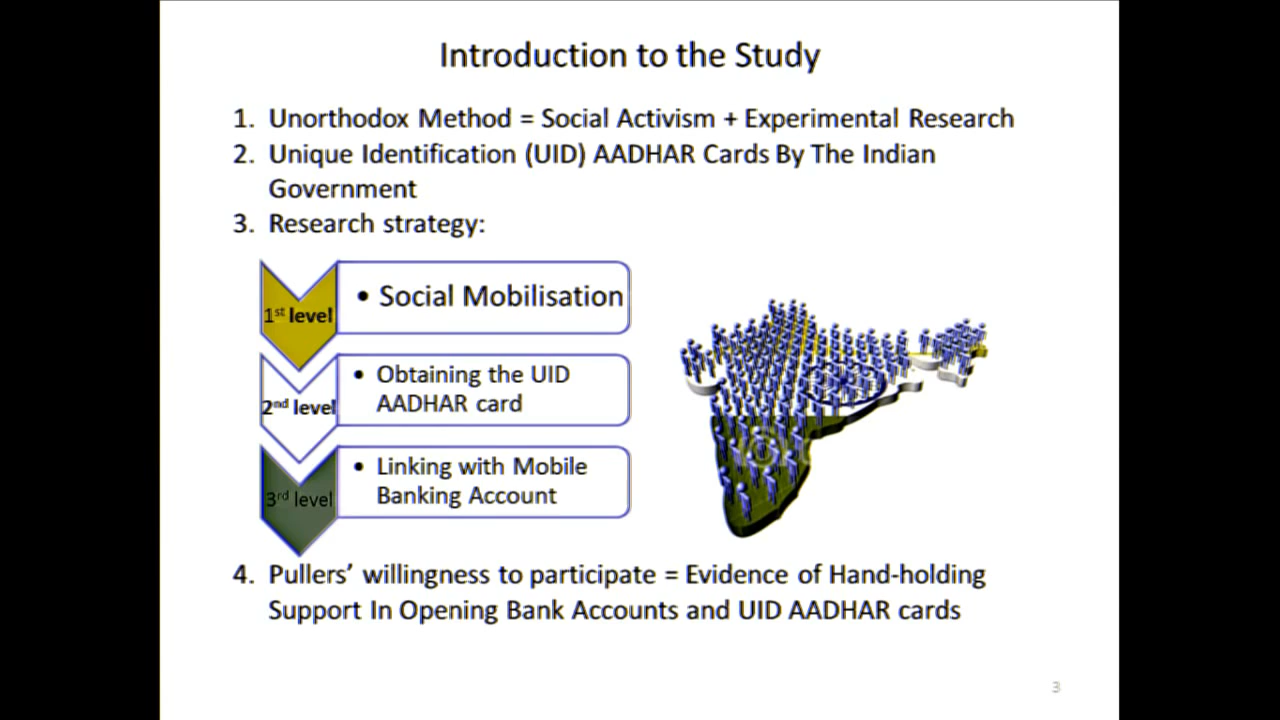 Introduction to the Study
1. Unorthodox Method = Social Activism + Experimental Research
2. Unique Identification (UID) AADHAR Cards By The Indian
Government
3. Research strategy:
1st level
• Social Mobilisation
2nd level
• Obtaining the UID
AADHAR card
3rd level
• Linking with Mobile
Banking Account
4. Pullers’ willingness to participate = Evidence of Hand-holding
Support In Opening Bank Accounts and UID AADHAR cards
3